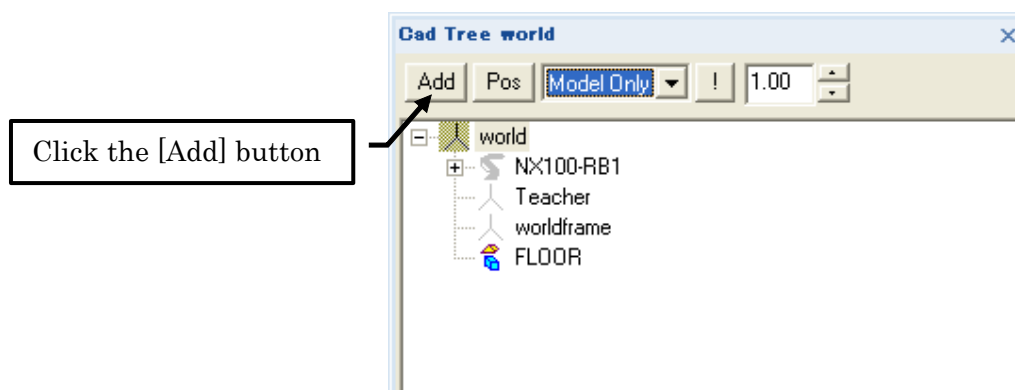 Cad Tree world
Add Pos Model Only ! 1.00
Click the [Add] button
world
NX100-RB1
Teacher
worldframe
FLOOR